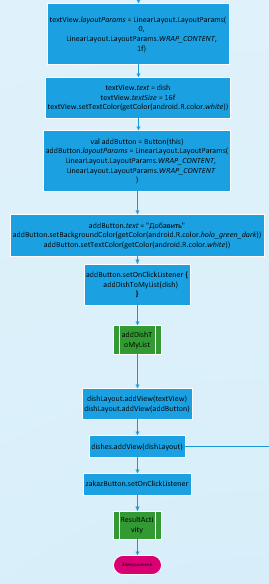 textView.layoutParams = LinearLayout.LayoutParams(
0,
LinearLayout.LayoutParams.WRAP_CONTENT,
1f)
textView.text = dish
textView.textSize = 16f
textView.setTextColor(getColor(android.R.color.white))
val addButton = Button(this)
addButton.layoutParams = LinearLayout.LayoutParams(
LinearLayout.LayoutParams.WRAP_CONTENT,
LinearLayout.LayoutParams.WRAP_CONTENT
)
addButton.text = "Добавить"
addButton.setBackgroundColor(getColor(android.R.color.holo_green_dark))
addButton.setTextColor(getColor(android.R.color.white))
addButton.setOnClickListener {
addDishToMyList(dish)
}
addDishT
oMyList
dishLayout.addView(textView)
dishLayout.addView(addButton)
dishes.addView(dishLayout)
zakazButton.setOnClickListener
ResultActi
vity